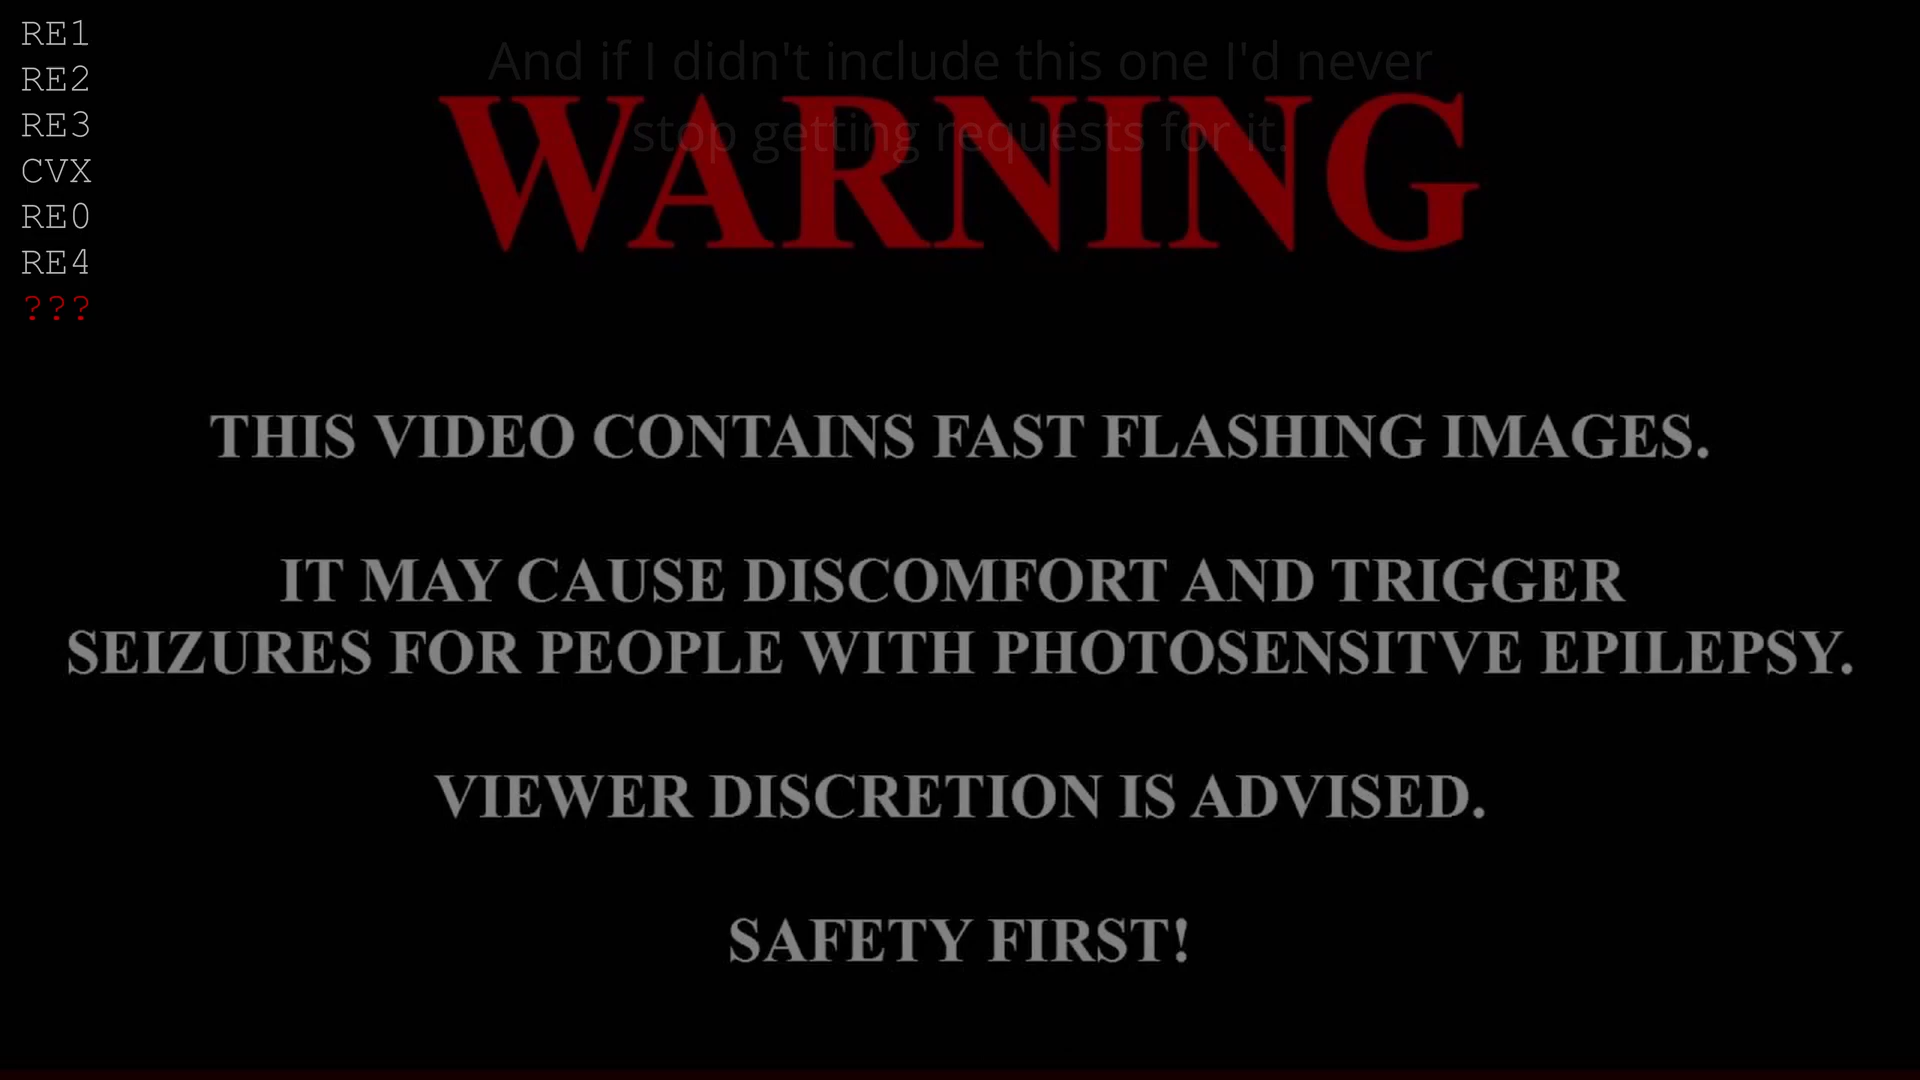 RE1
RE2
RE3
CVX
RE0
RE4
???
And if I didn't include this one I'd never
stop getting requests for it.
WARNING
THIS VIDEO CONTAINS FAST FLASHING IMAGES.
IT MAY CAUSE DISCOMFORT AND TRIGGER
SEIZURES FOR PEOPLE WITH PHOTOSENSITVE EPILEPSY.
VIEWER DISCRETION IS ADVISED.
SAFETY FIRST!